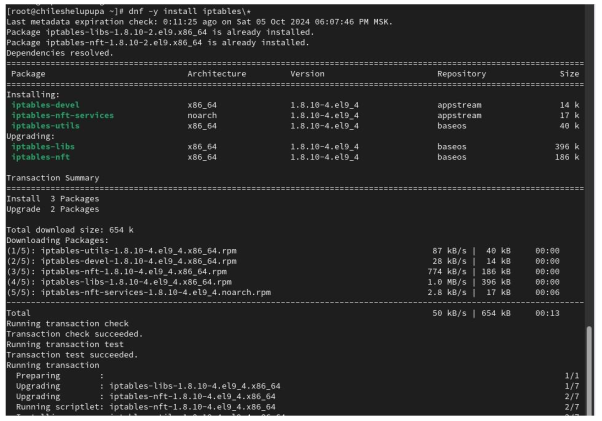 [root@chileshelupupa ~]# dnf -y install iptables\*
Last metadata expiration check: 0:11:25 ago on Sat 05 Oct 2024 06:07:46 PM MSK.
Package iptables-libs-1.8.10-2.el9.x86_64 is already installed.
Package iptables-nft-1.8.10-2.el9.x86_64 is already installed.
Dependencies resolved.
Package Architecture Version Repository Size
Installing:
iptables-devel x86_64 1.8.10-4.el9_4 appstream 14 k
iptables-nft-services noarch 1.8.10-4.el9_4 appstream 17 k
iptables-utils x86_64 1.8.10-4.el9_4 baseos 40 k
Upgrading:
iptables-libs x86_64 1.8.10-4.el9_4 baseos 396 k
iptables-nft x86_64 1.8.10-4.el9_4 baseos 186 k
Transaction Summary
Install 3 Packages
Upgrade 2 Packages
Total download size: 654 k
Downloading Packages:
(1/5): iptables-utils-1.8.10-4.el9_4.x86_64.rpm 87 kB/s | 40 kB 00:00
(2/5): iptables-devel-1.8.10-4.el9_4.x86_64.rpm 28 kB/s | 14 kB 00:00
(3/5): iptables-nft-1.8.10-4.el9_4.x86_64.rpm 774 kB/s | 186 kB 00:00
(4/5): iptables-libs-1.8.10-4.el9_4.x86_64.rpm 1.0 MB/s | 396 kB 00:00
(5/5): iptables-nft-services-1.8.10-4.el9_4.noarch.rpm 2.8 kB/s | 17 kB 00:06
Total 50 kB/s | 654 kB 00:13
Running transaction check
Transaction check succeeded.
Running transaction test
Transaction test succeeded.
Running transaction
Preparing : 1/1
Upgrading : iptables-libs-1.8.10-4.el9_4.x86_64 1/7
Upgrading : iptables-nft-1.8.10-4.el9_4.x86_64 2/7
Running scriptlet: iptables-nft-1.8.10-4.el9_4.x86_64 2/7